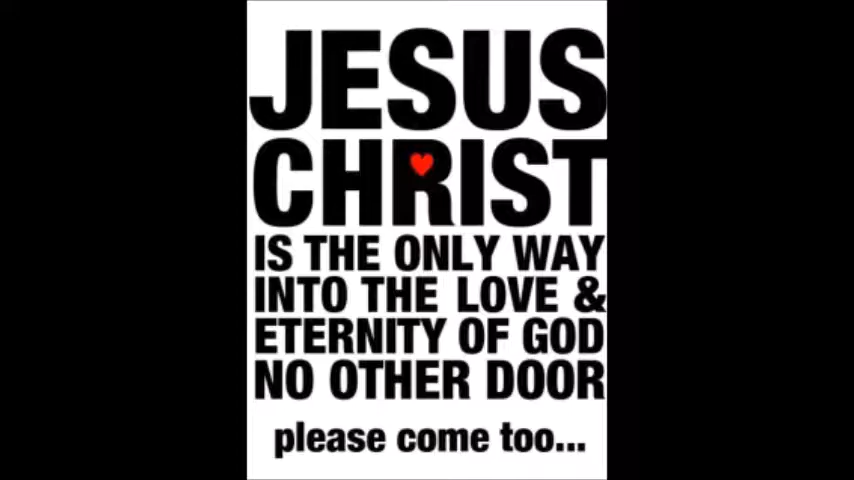 JESUS
CHRIST
IS THE ONLY WAY
INTO THE LOVE &
ETERNITY OF GOD
NO OTHER DOOR
please come too...